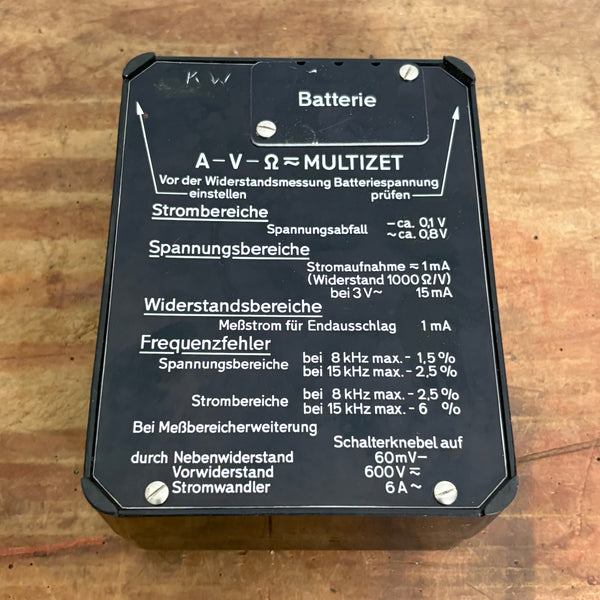 K W
Batterie
A – V – Ω ≂ MULTIZET
Vor der Widerstandsmessung Batteriespannung
einstellen prüfen
Strombereiche
Spannungsabfall – ca. 0,1 V
~ ca. 0,8 V
Spannungsbereiche
Stromaufnahme ≂ 1 mA
(Widerstand 1000 Ω/V)
bei 3 V ~ 15 mA
Widerstandsbereiche
Meßstrom für Endausschlag 1 mA
Frequenzfehler
Spannungsbereiche bei 8 kHz max. - 1,5 %
bei 15 kHz max. - 2,5 %
Strombereiche bei 8 kHz max. - 2,5 %
bei 15 kHz max. - 6 %
Bei Meßbereicherweiterung
Schalterknebel auf
durch Nebenwiderstand 60 mV –
Vorwiderstand 600 V ≂
Stromwandler 6 A ~